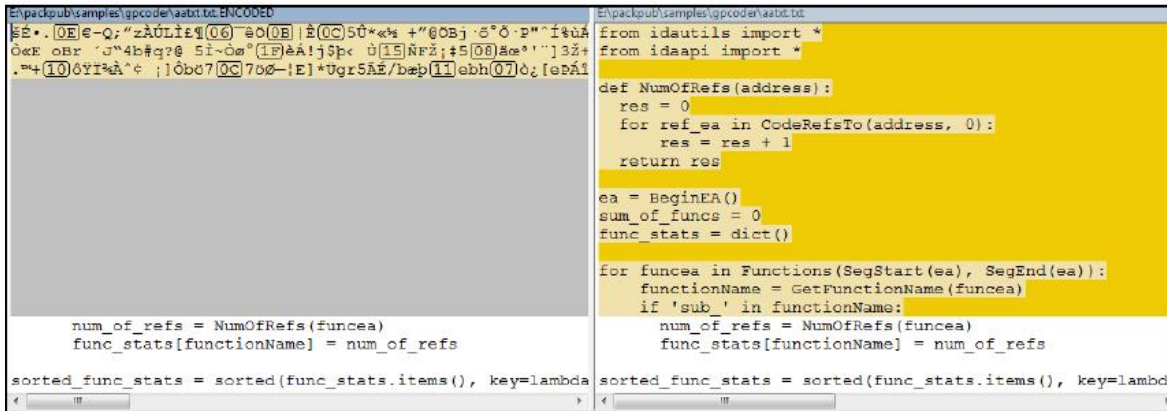 E:\packpub\samples\gpcoder\aatxt.txt.ENCODED
num_of_refs = NumOfRefs(funcea)
func_stats[functionName] = num_of_refs
sorted_func_stats = sorted(func_stats.items(), key=lambda
E:\packpub\samples\gpcoder\aatxt.txt
from idautils import *
from idaapi import *
def NumOfRefs(address):
res = 0
for ref_ea in CodeRefsTo(address, 0):
res = res + 1
return res
ea = BeginEA()
sum_of_funcs = 0
func_stats = dict()
for funcea in Functions(SegStart(ea), SegEnd(ea)):
functionName = GetFunctionName(funcea)
if 'sub_' in functionName:
num_of_refs = NumOfRefs(funcea)
func_stats[functionName] = num_of_refs
sorted_func_stats = sorted(func_stats.items(), key=lambd